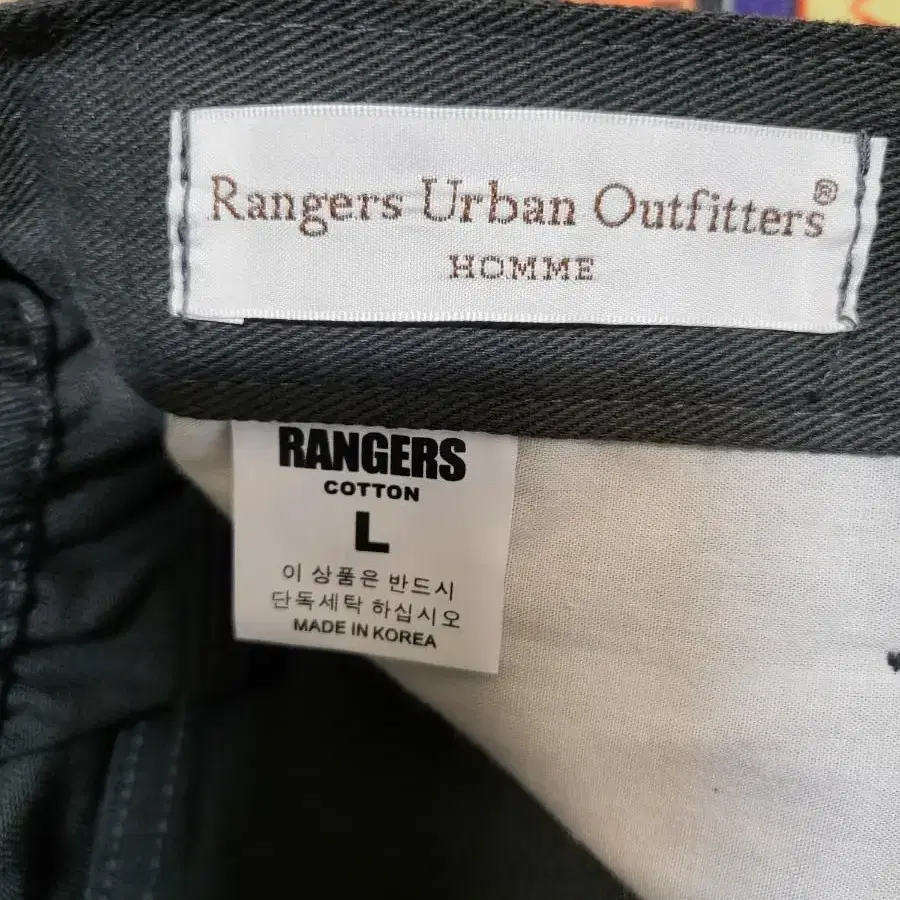 Rangers Urban Outfitters®
HOMME
RANGERS
COTTON
L
이 상품은 반드시
단독세탁 하십시오
MADE IN KOREA